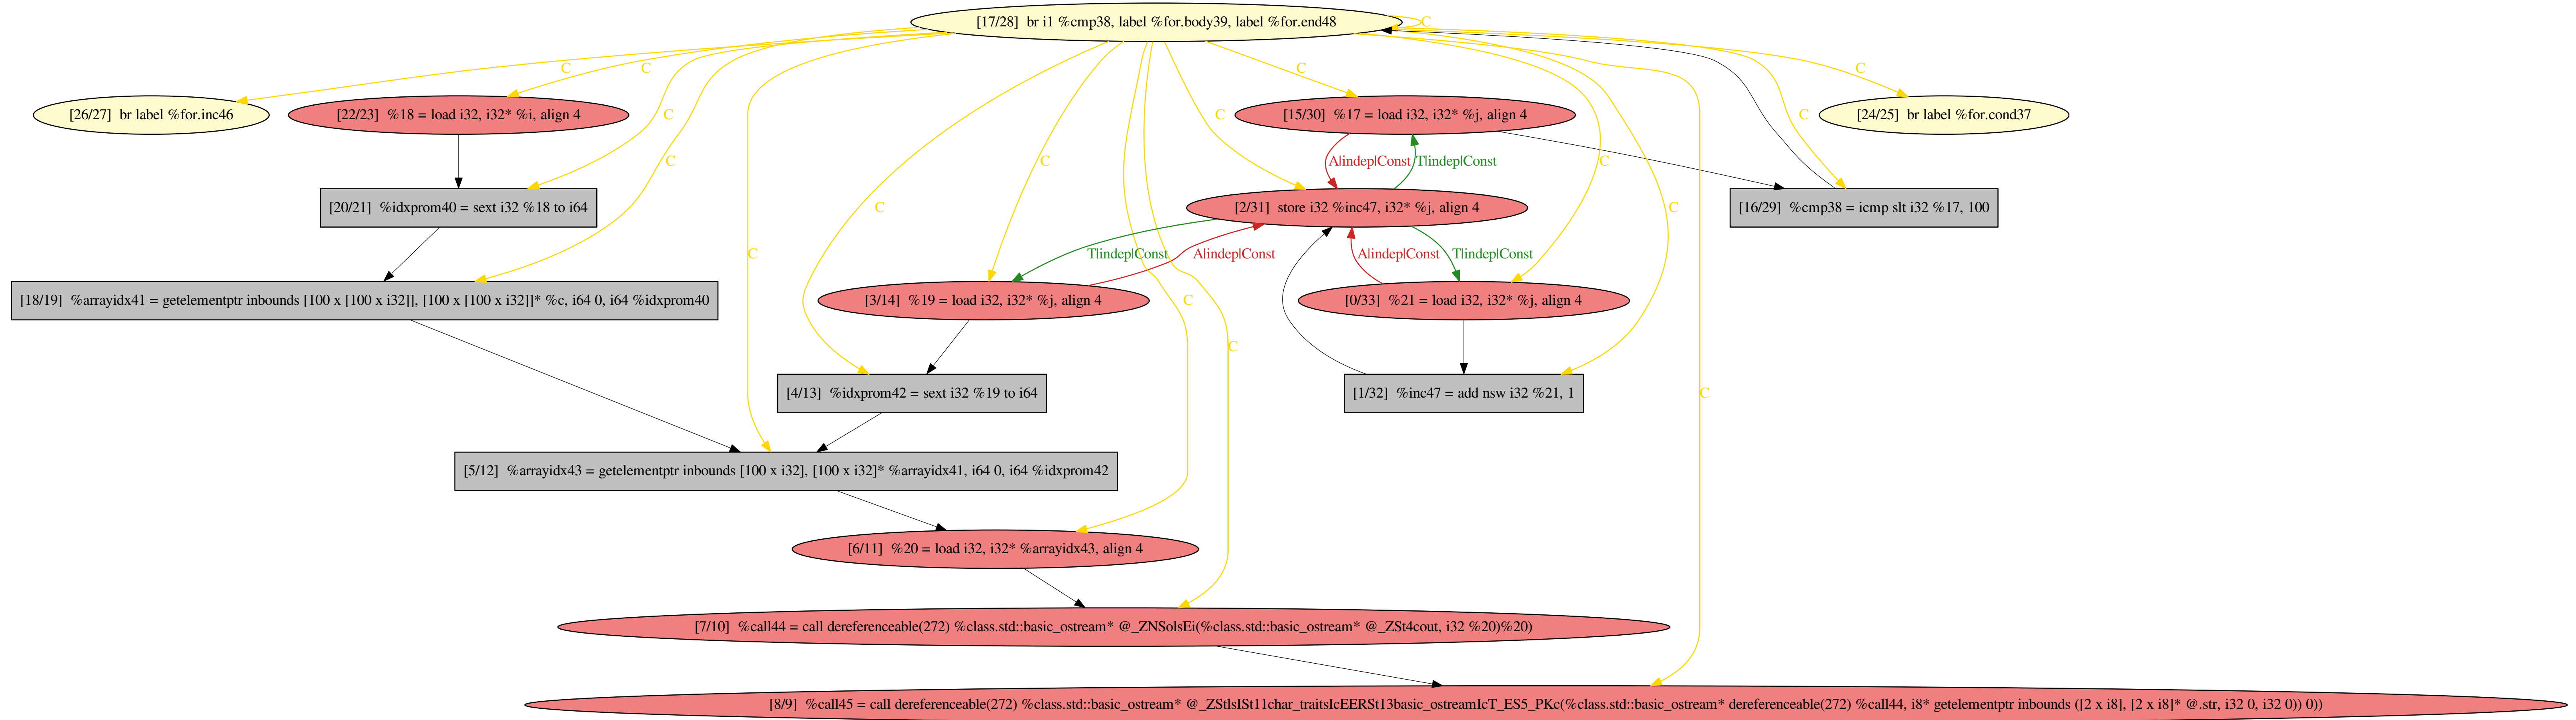 [17/28] br i1 %cmp38, label %for.body39, label %for.end48
C
C
C
C
C
[26/27] br label %for.inc46
[22/23] %18 = load i32, i32* %i, align 4
C
C
[15/30] %17 = load i32, i32* %j, align 4
C
[24/25] br label %for.cond37
C
C
A|indep|Const
T|indep|Const
C
[20/21] %idxprom40 = sext i32 %18 to i64
C
[2/31] store i32 %inc47, i32* %j, align 4
C
[16/29] %cmp38 = icmp slt i32 %17, 100
C
T|indep|Const
A|indep|Const
A|indep|Const
T|indep|Const
[18/19] %arrayidx41 = getelementptr inbounds [100 x [100 x i32]], [100 x [100 x i32]]* %c, i64 0, i64 %idxprom40
[3/14] %19 = load i32, i32* %j, align 4
C
[0/33] %21 = load i32, i32* %j, align 4
C
[4/13] %idxprom42 = sext i32 %19 to i64
[1/32] %inc47 = add nsw i32 %21, 1
C
[5/12] %arrayidx43 = getelementptr inbounds [100 x i32], [100 x i32]* %arrayidx41, i64 0, i64 %idxprom42
[6/11] %20 = load i32, i32* %arrayidx43, align 4
[7/10] %call44 = call dereferenceable(272) %class.std::basic_ostream* @_ZNSolsEi(%class.std::basic_ostream* @_ZSt4cout, i32 %20)%20)
[8/9] %call45 = call dereferenceable(272) %class.std::basic_ostream* @_ZStlsISt11char_traitsIcEERSt13basic_ostreamIcT_ES5_PKc(%class.std::basic_ostream* dereferenceable(272) %call44, i8* getelementptr inbounds ([2 x i8], [2 x i8]* @.str, i32 0, i32 0)) 0))